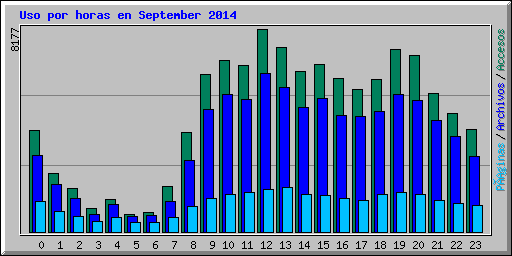 Uso por horas en September 2014
8177
0 1 2 3 4 5 6 7 8 9 10 11 12 13 14 15 16 17 18 19 20 21 22 23
/ Archivos / Accesos